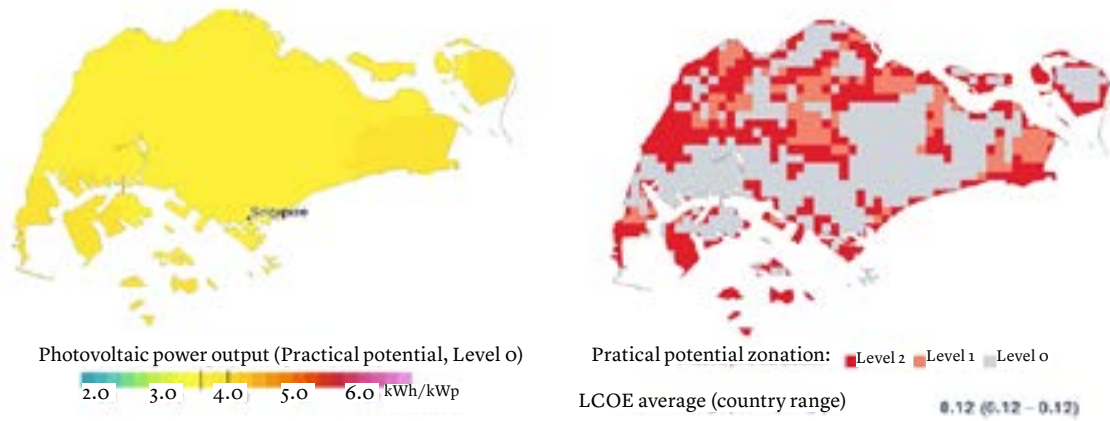 Singapore
Photovoltaic power output (Practical potential, Level 0)
2.0 3.0 4.0 5.0 6.0 kWh/kWp
Pratical potential zonation: Level 2 Level 1 Level 0
LCOE average (country range) 0.12 (0.12 – 0.12)